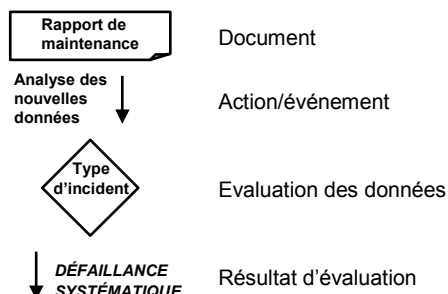 Rapport de
maintenance
Document
Analyse des
nouvelles
données
Action/événement
Type
d'incident
Evaluation des données
DÉFAILLANCE
SYSTÉMATIQUE
Résultat d'évaluation